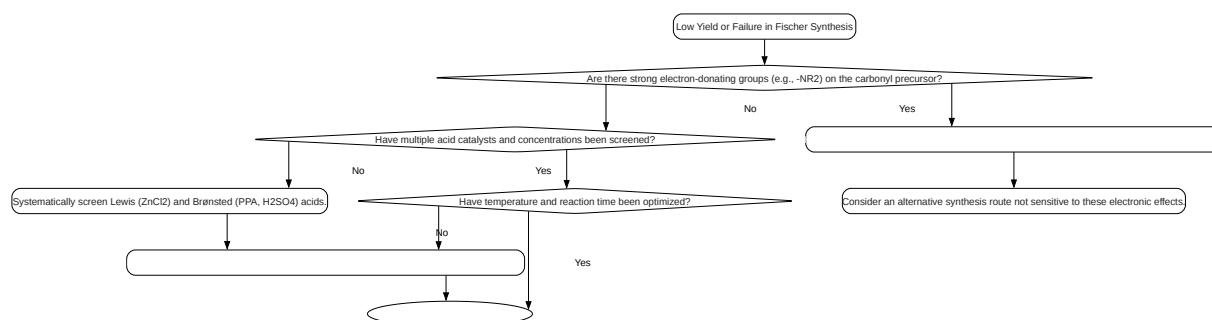 Low Yield or Failure in Fischer Synthesis
Are there strong electron-donating groups (e.g., -NR2) on the carbonyl precursor?
No
Yes
Have multiple acid catalysts and concentrations been screened?
No
Yes
Systematically screen Lewis (ZnCl2) and Brønsted (PPA, H2SO4) acids.
Have temperature and reaction time been optimized?
Consider an alternative synthesis route not sensitive to these electronic effects.
No
Yes